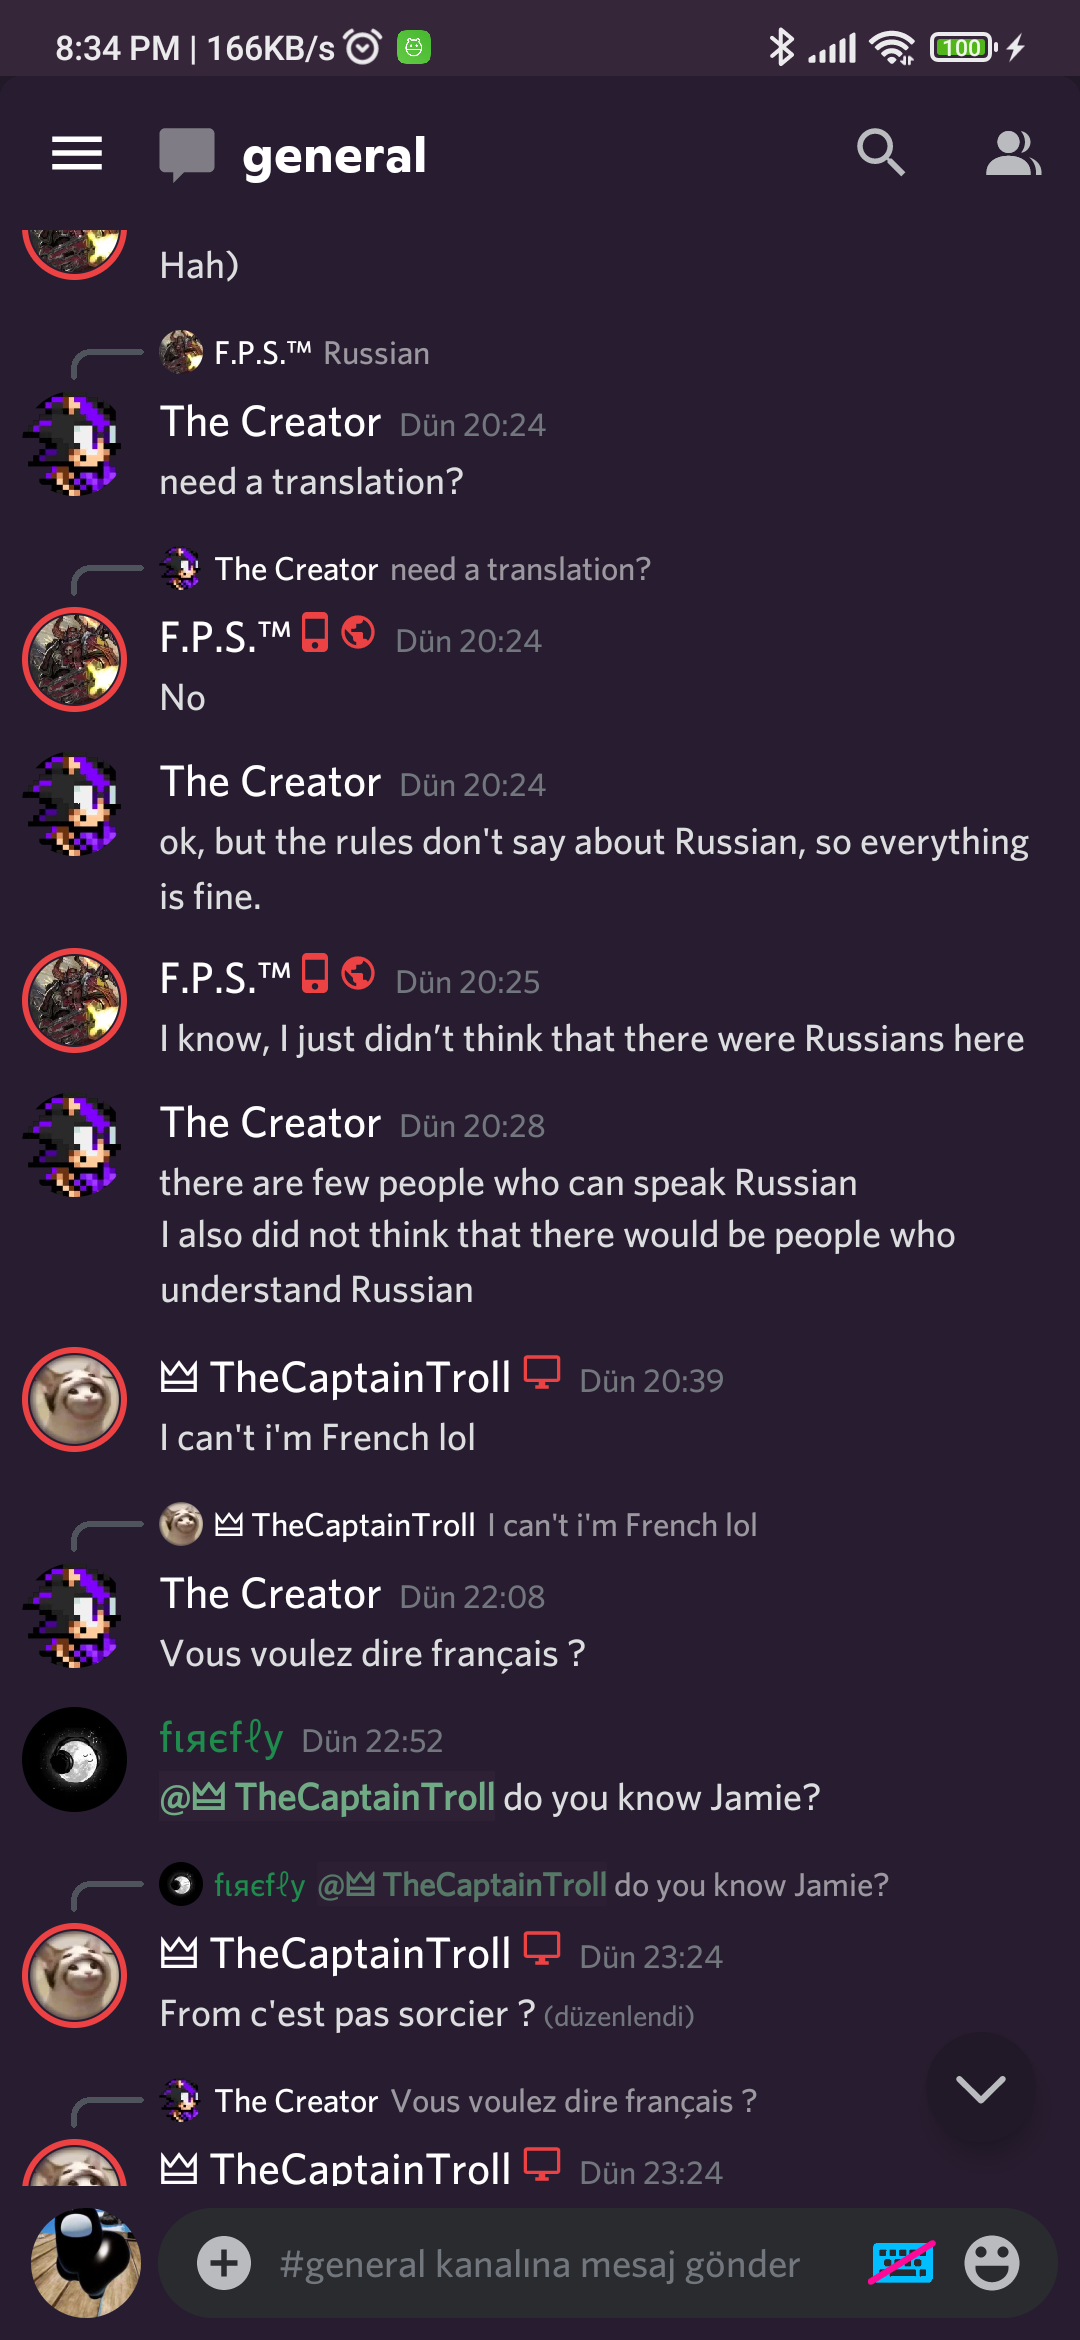 8:34 PM | 166KB/s
100
general
Hah)
F.P.S.™ Russian
The Creator Dün 20:24
need a translation?
The Creator need a translation?
F.P.S.™ Dün 20:24
No
The Creator Dün 20:24
ok, but the rules don't say about Russian, so everything
is fine.
F.P.S.™ Dün 20:25
I know, I just didn’t think that there were Russians here
The Creator Dün 20:28
there are few people who can speak Russian
I also did not think that there would be people who
understand Russian
TheCaptainTroll Dün 20:39
I can't i'm French lol
TheCaptainTroll I can't i'm French lol
The Creator Dün 22:08
Vous voulez dire français ?
fιяєfℓy Dün 22:52
@TheCaptainTroll do you know Jamie?
fιяєfℓy @TheCaptainTroll do you know Jamie?
TheCaptainTroll Dün 23:24
From c'est pas sorcier ? (düzenlendi)
The Creator Vous voulez dire français ?
TheCaptainTroll Dün 23:24
#general kanalına mesaj gönder